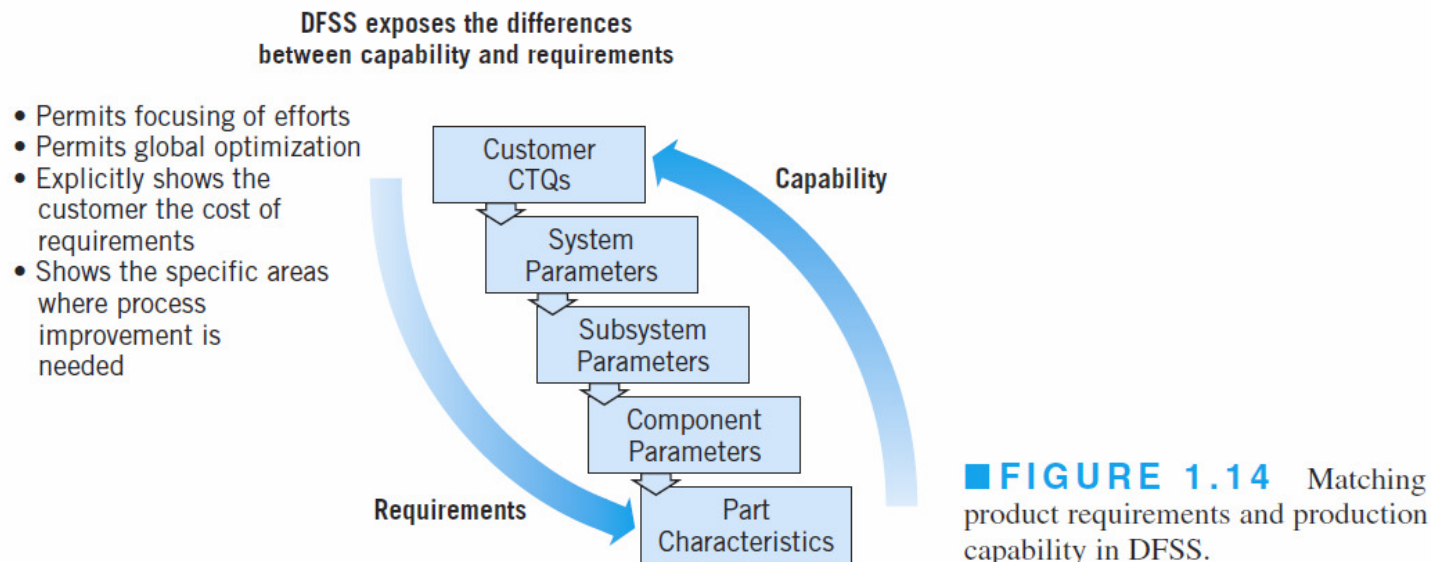 DFSS exposes the differences
between capability and requirements
• Permits focusing of efforts
• Permits global optimization
• Explicitly shows the
customer the cost of
requirements
• Shows the specific areas
where process
improvement is
needed
Customer
CTQs
System
Parameters
Subsystem
Parameters
Component
Parameters
Part
Characteristics
Requirements
Capability
■ FIGURE 1.14 Matching
product requirements and production
capability in DFSS.